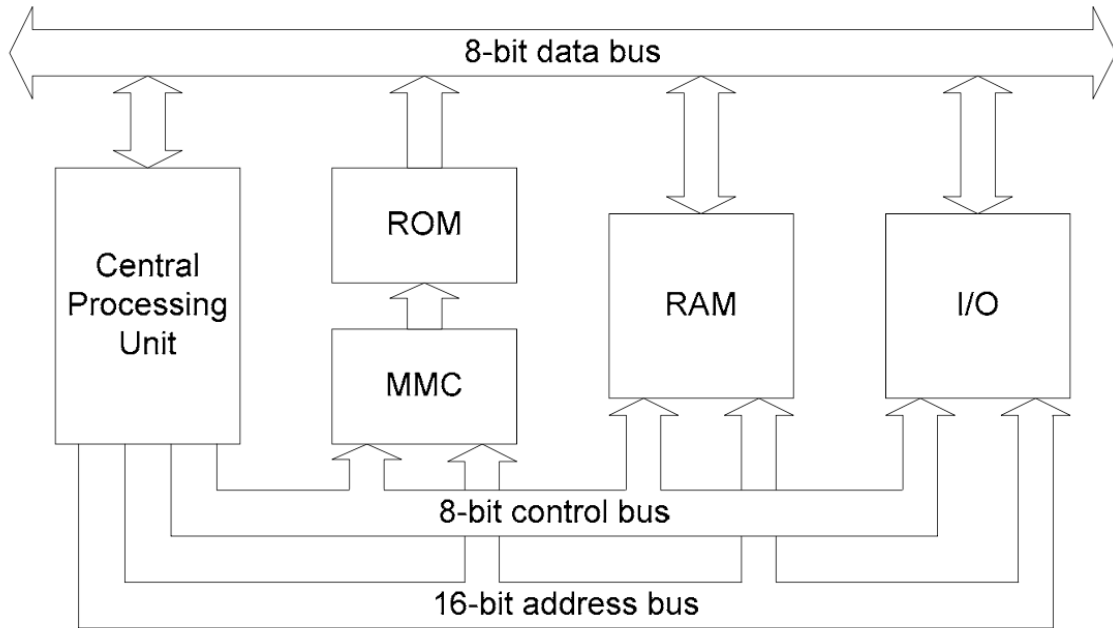 8-bit data bus
Central
Processing
Unit
ROM
MMC
RAM
I/O
8-bit control bus
16-bit address bus